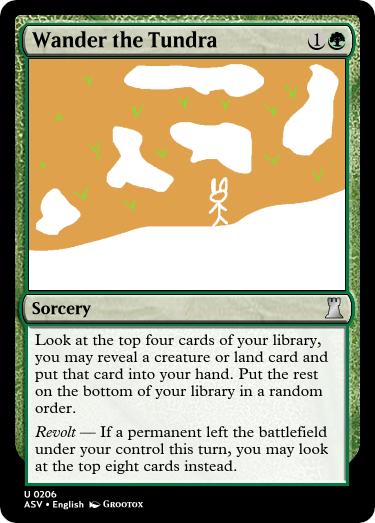 Wander the Tundra 1
Sorcery
Look at the top four cards of your library,
you may reveal a creature or land card and
put that card into your hand. Put the rest
on the bottom of your library in a random
order.
Revolt — If a permanent left the battlefield
under your control this turn, you may look
at the top eight cards instead.
U 0206
ASV • English Grootox